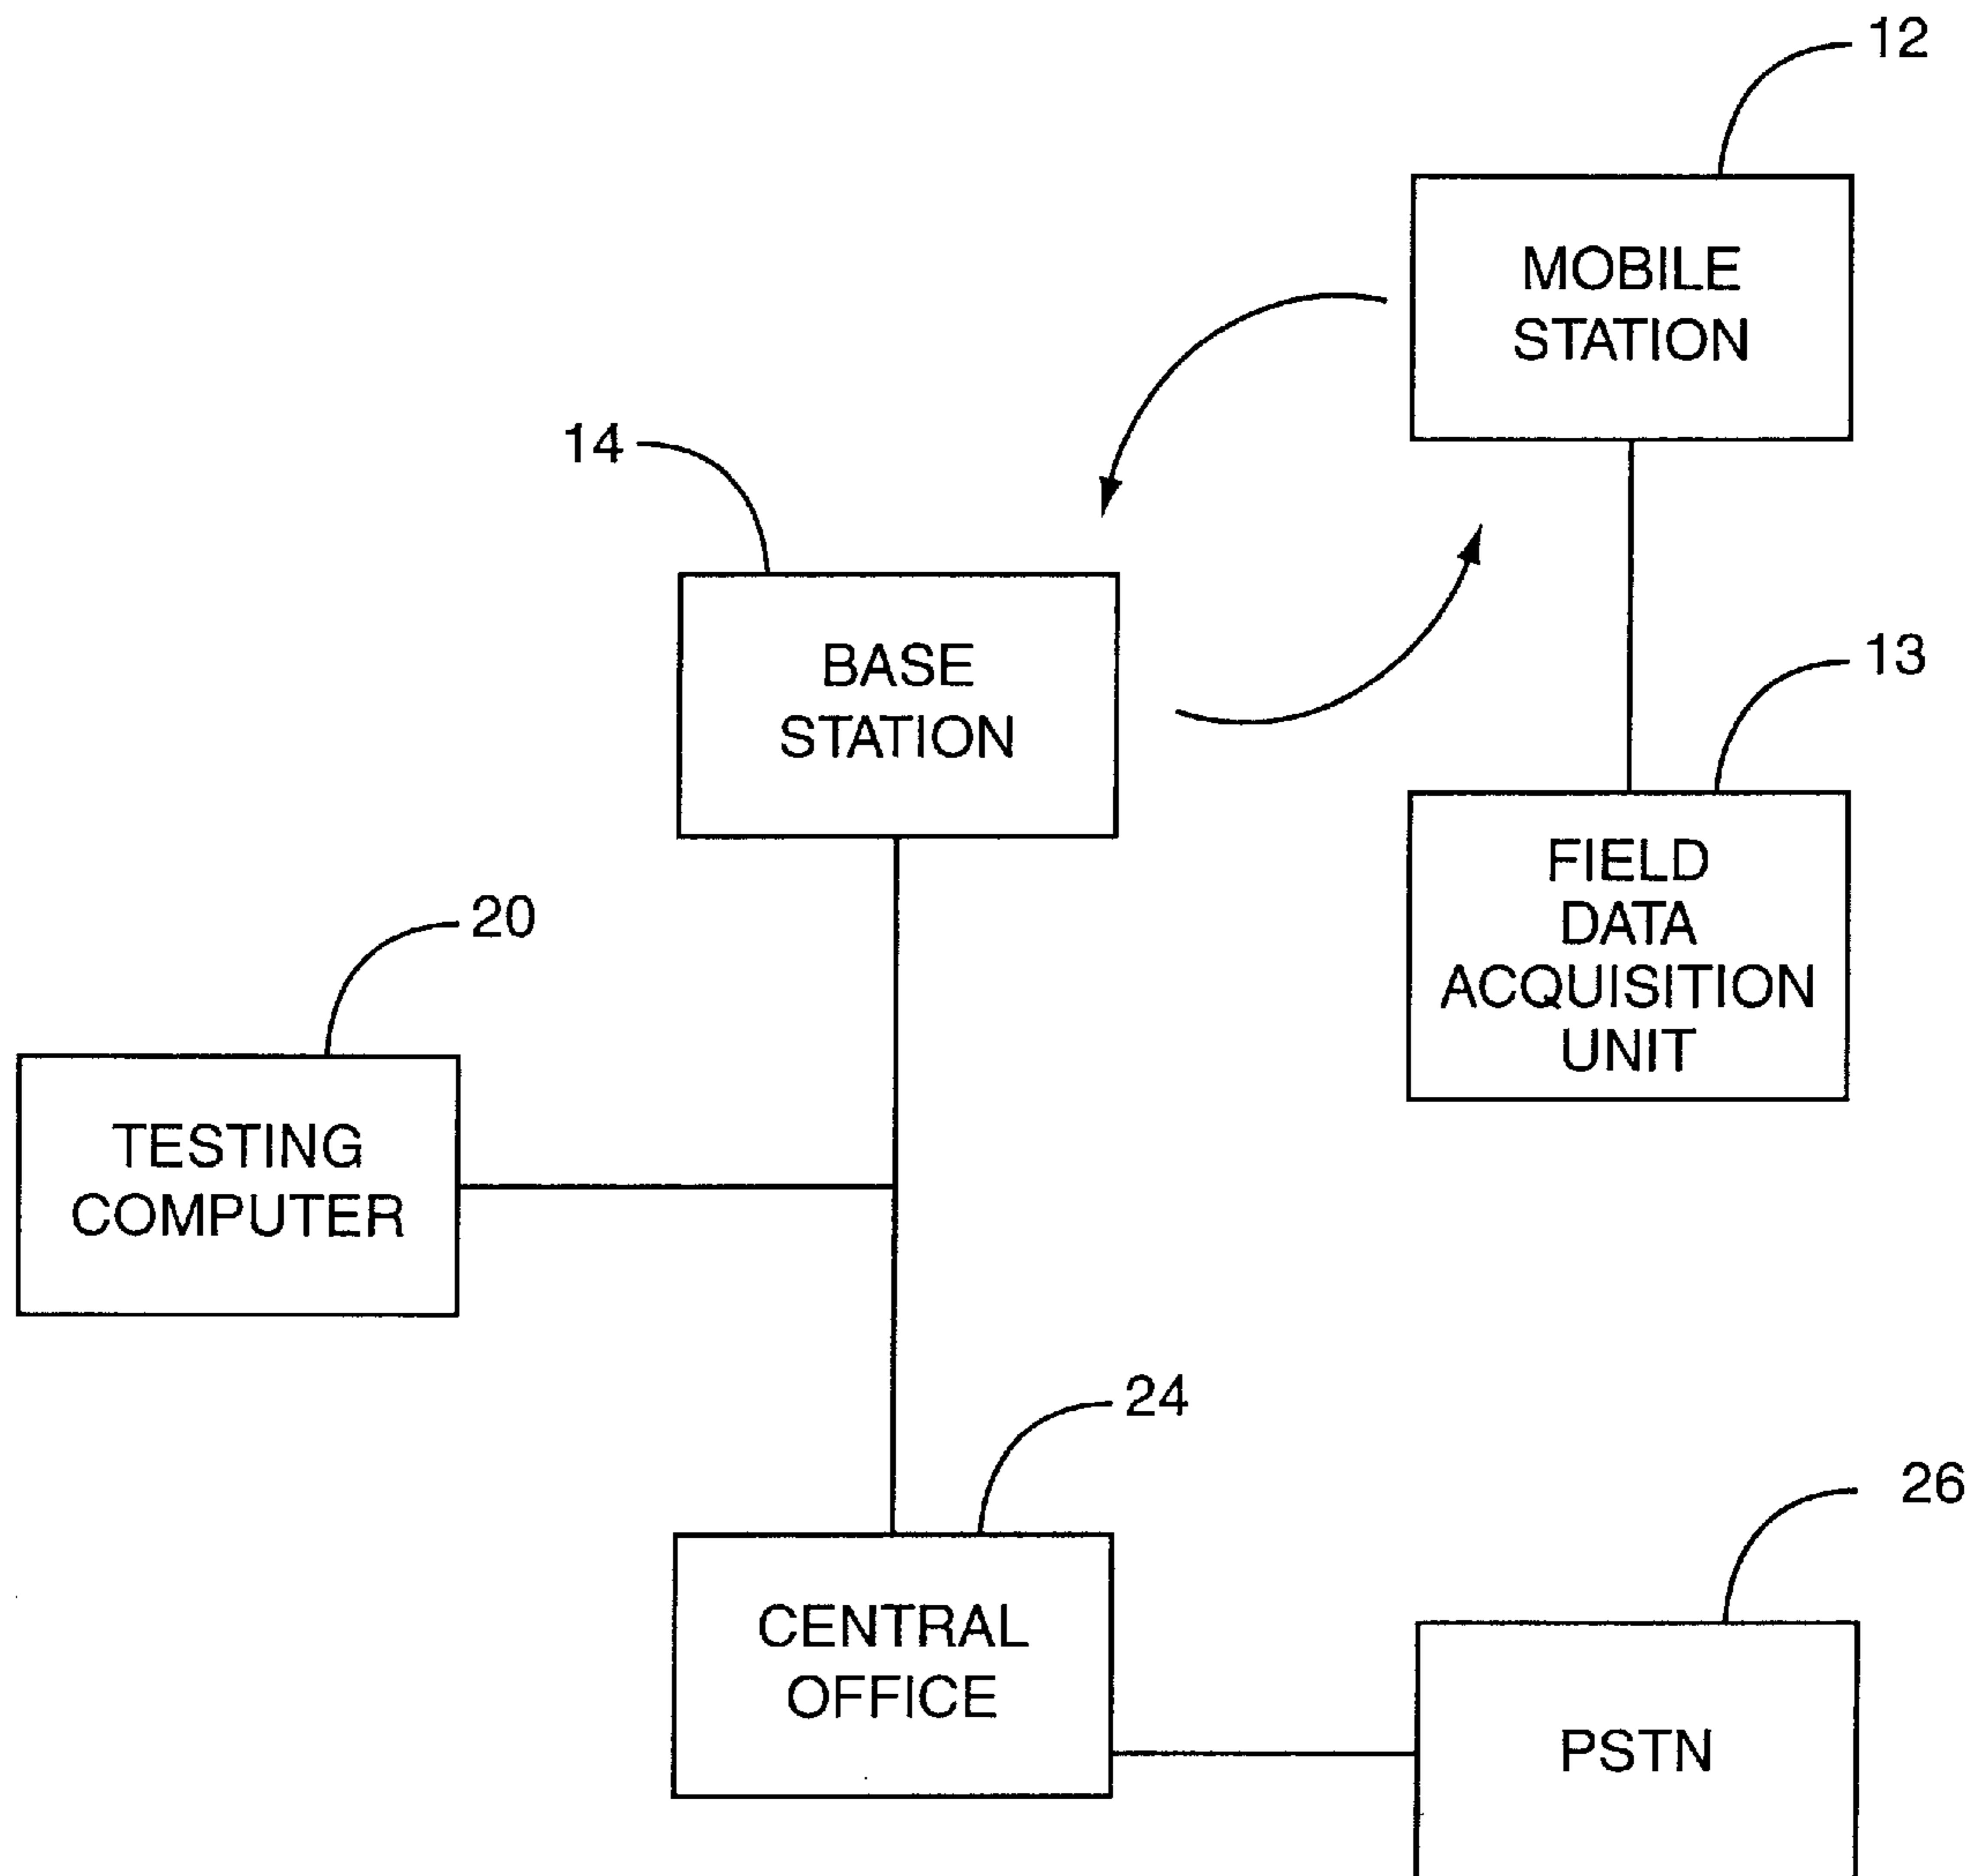 12
MOBILE
STATION
14
BASE
STATION
13
FIELD
DATA
ACQUISITION
UNIT
20
TESTING
COMPUTER
24
CENTRAL
OFFICE
26
PSTN